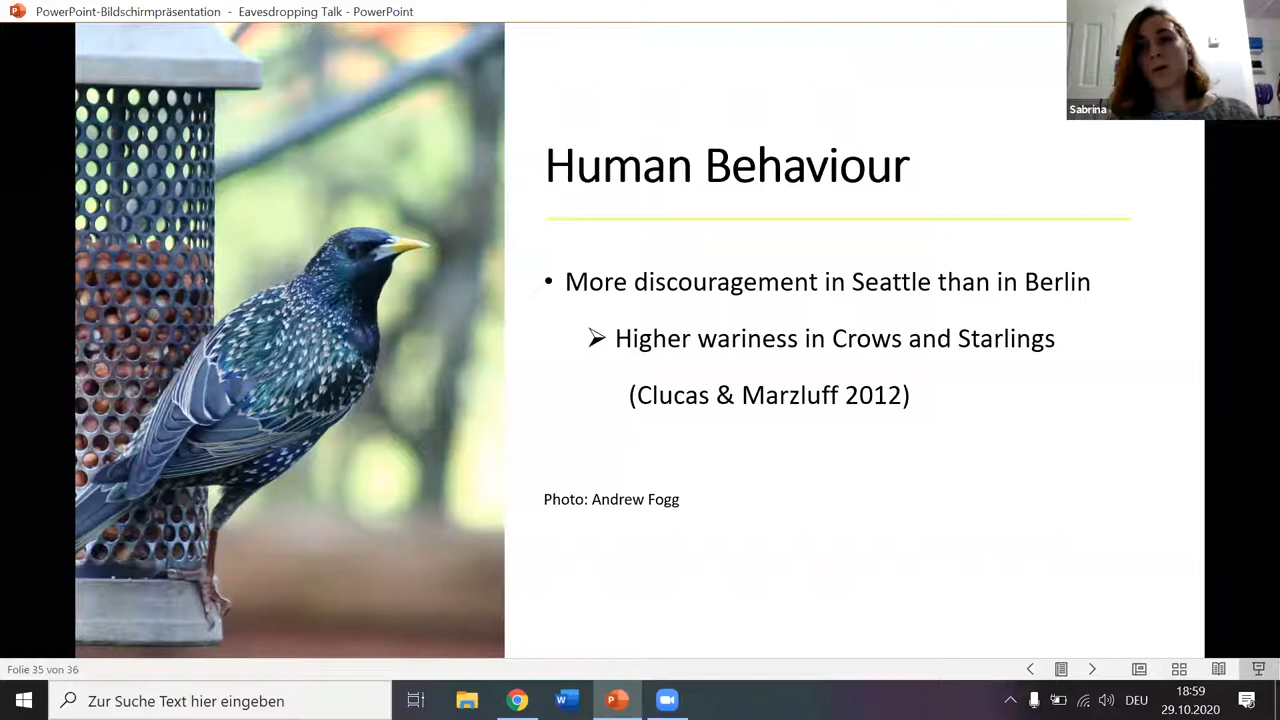 PowerPoint-Bildschirmpräsentation - Eavesdropping Talk - PowerPoint
Sabrina
Human Behaviour
• More discouragement in Seattle than in Berlin
➢ Higher wariness in Crows and Starlings
(Clucas & Marzluff 2012)
Photo: Andrew Fogg
Folie 35 von 36
Zur Suche Text hier eingeben
DEU
18:59
29.10.2020